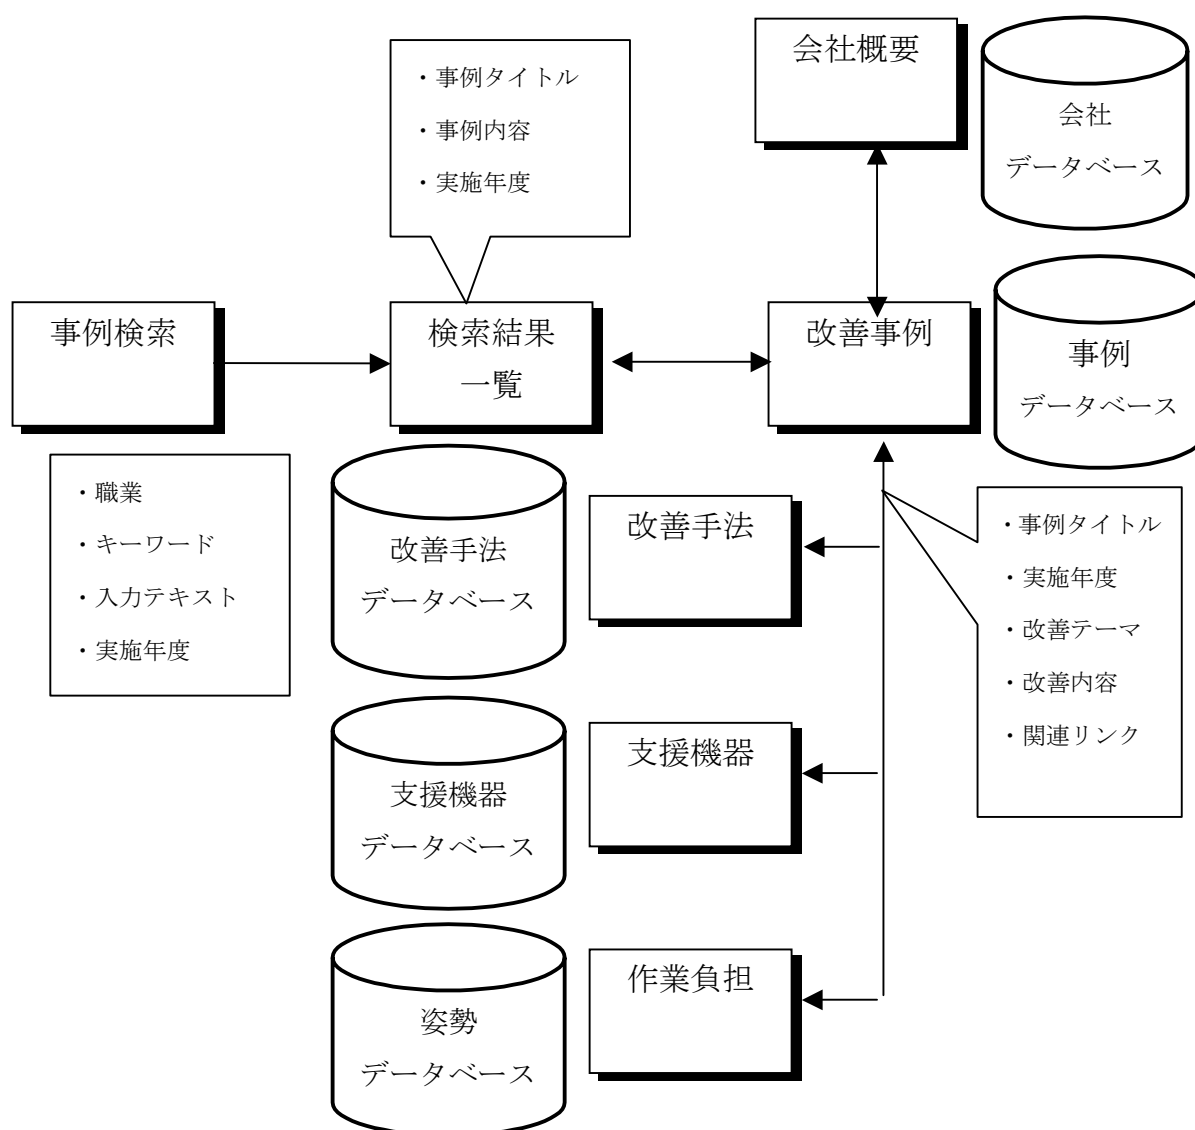 会社概要
会社
データベース
・事例タイトル
・事例内容
・実施年度
事例検索
検索結果
一覧
改善事例
事例
データベース
・職業
・キーワード
・入力テキスト
・実施年度
改善手法
データベース
改善手法
・事例タイトル
・実施年度
・改善テーマ
・改善内容
・関連リンク
支援機器
データベース
支援機器
姿勢
データベース
作業負担